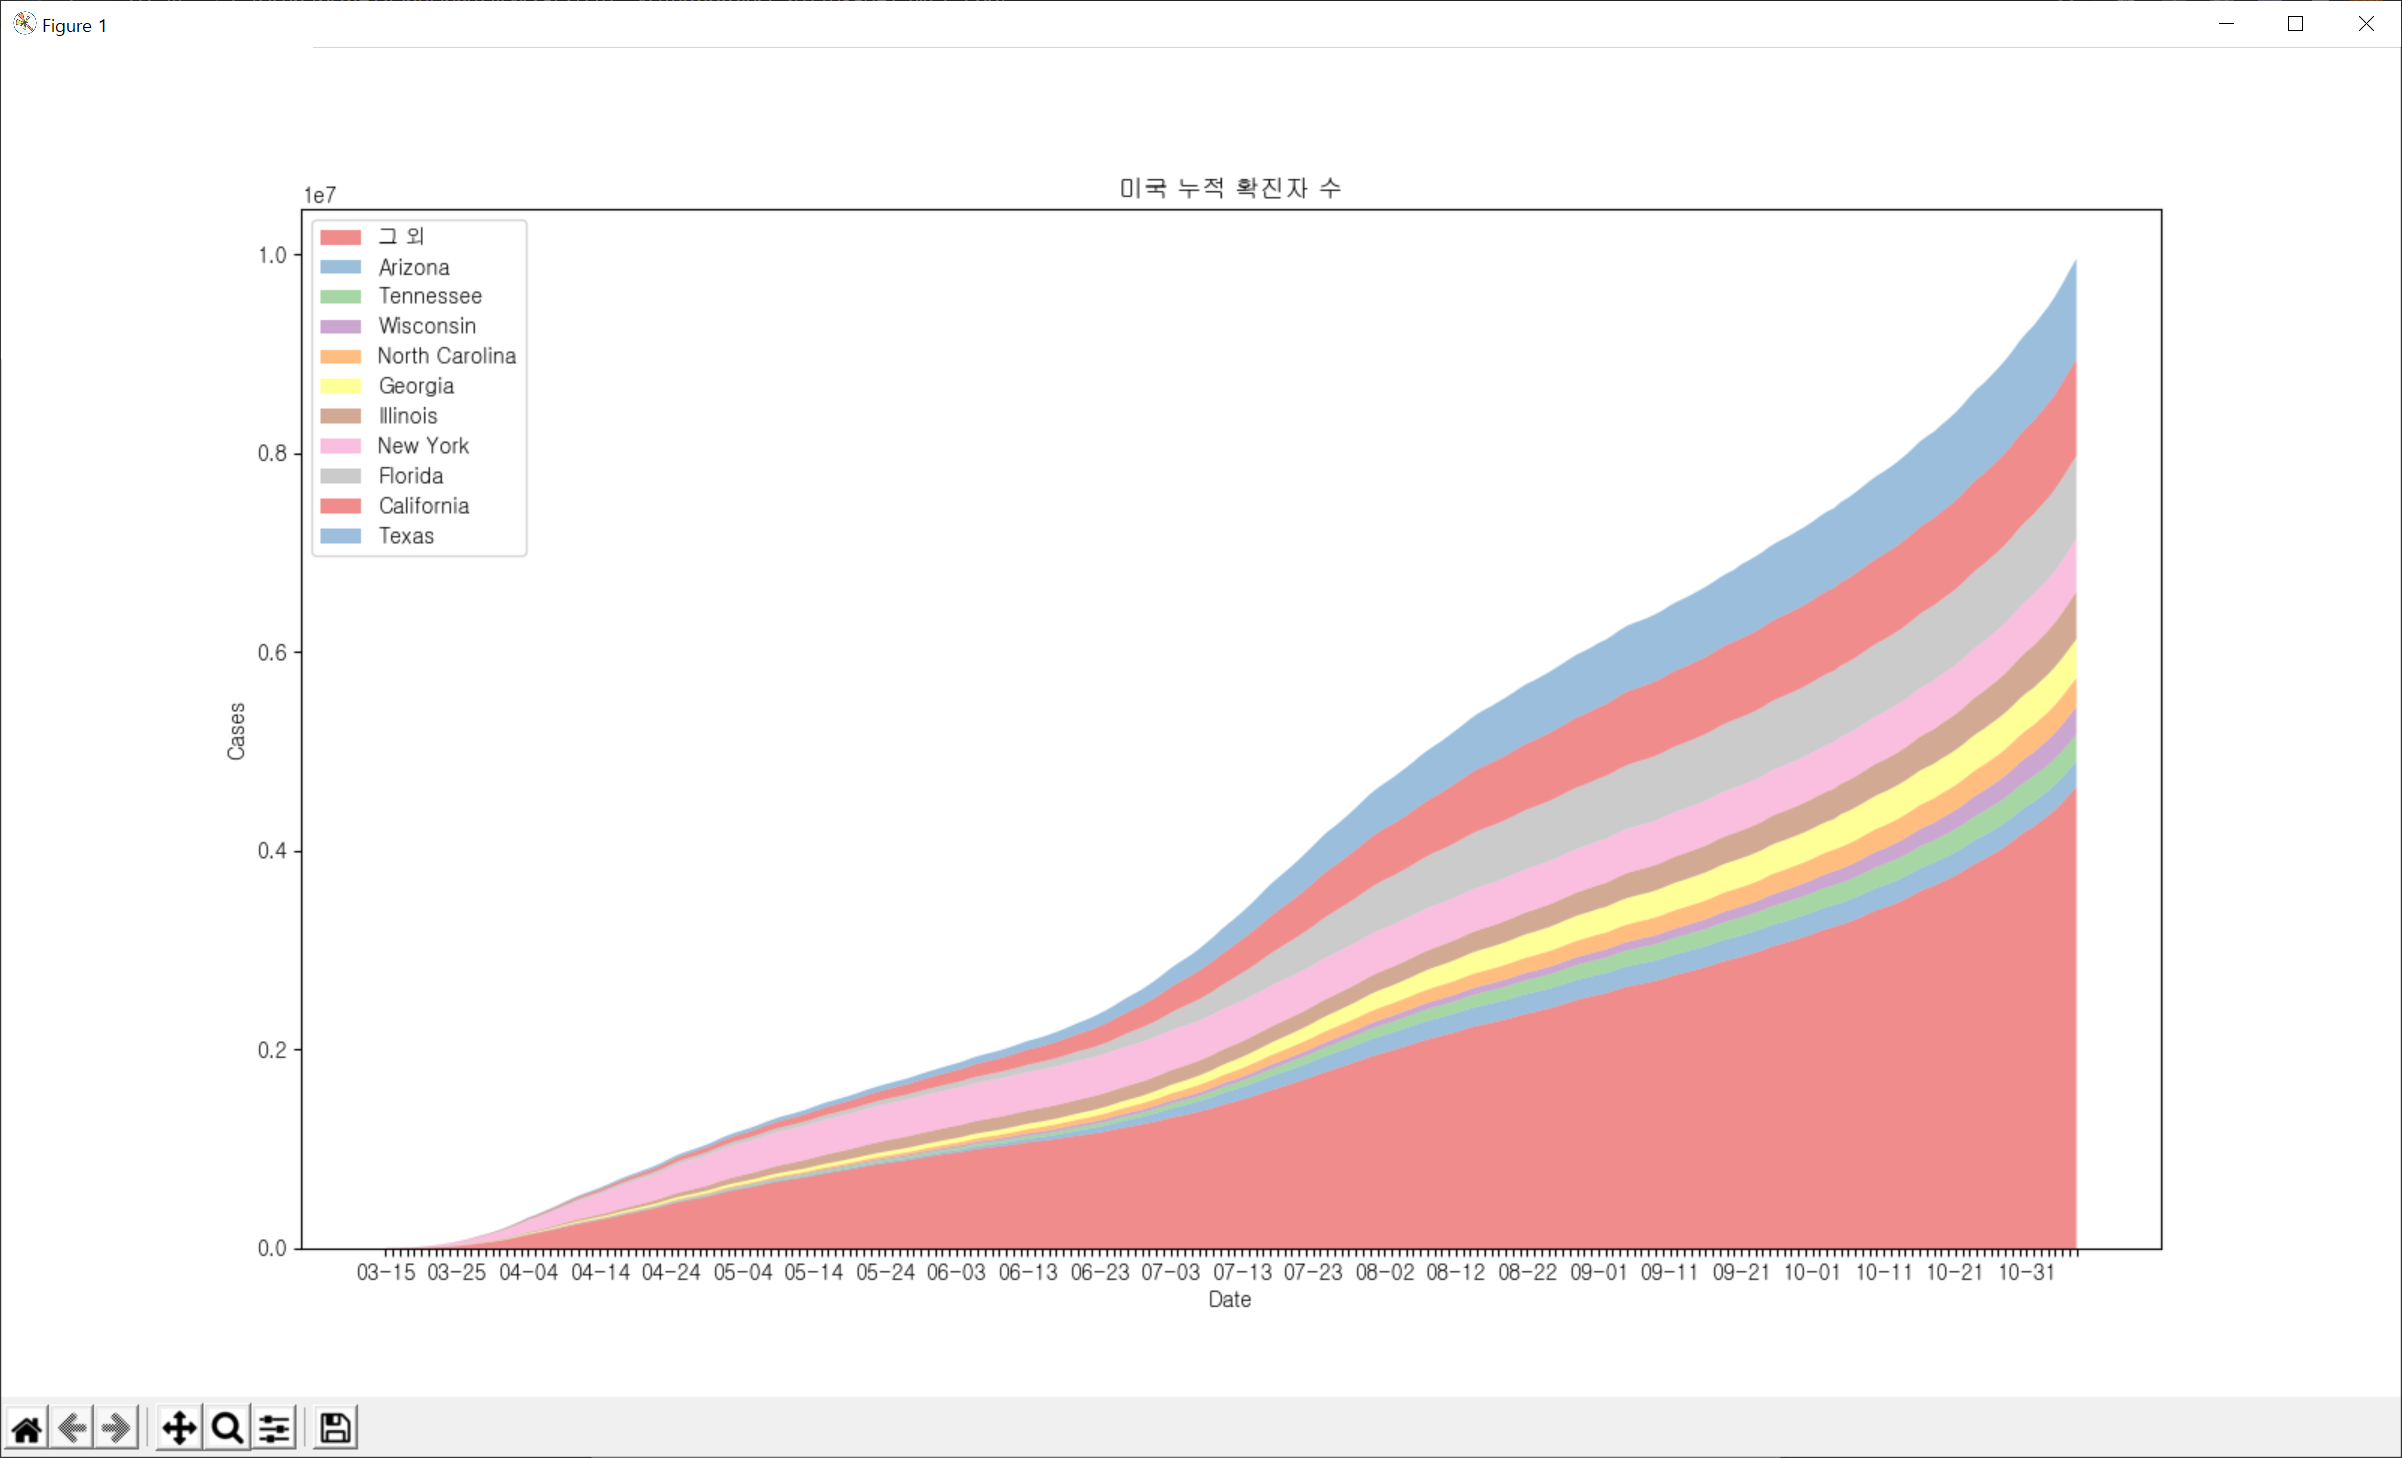 Figure 1
미국 누적 확진자 수
1e7
그 외
Arizona
Tennessee
Wisconsin
North Carolina
Georgia
Illinois
New York
Florida
California
Texas
1.0
0.8
0.6
0.4
0.2
0.0
Cases
03-15 03-25 04-04 04-14 04-24 05-04 05-14 05-24 06-03 06-13 06-23 07-03 07-13 07-23 08-02 08-12 08-22 09-01 09-11 09-21 10-01 10-11 10-21 10-31
Date